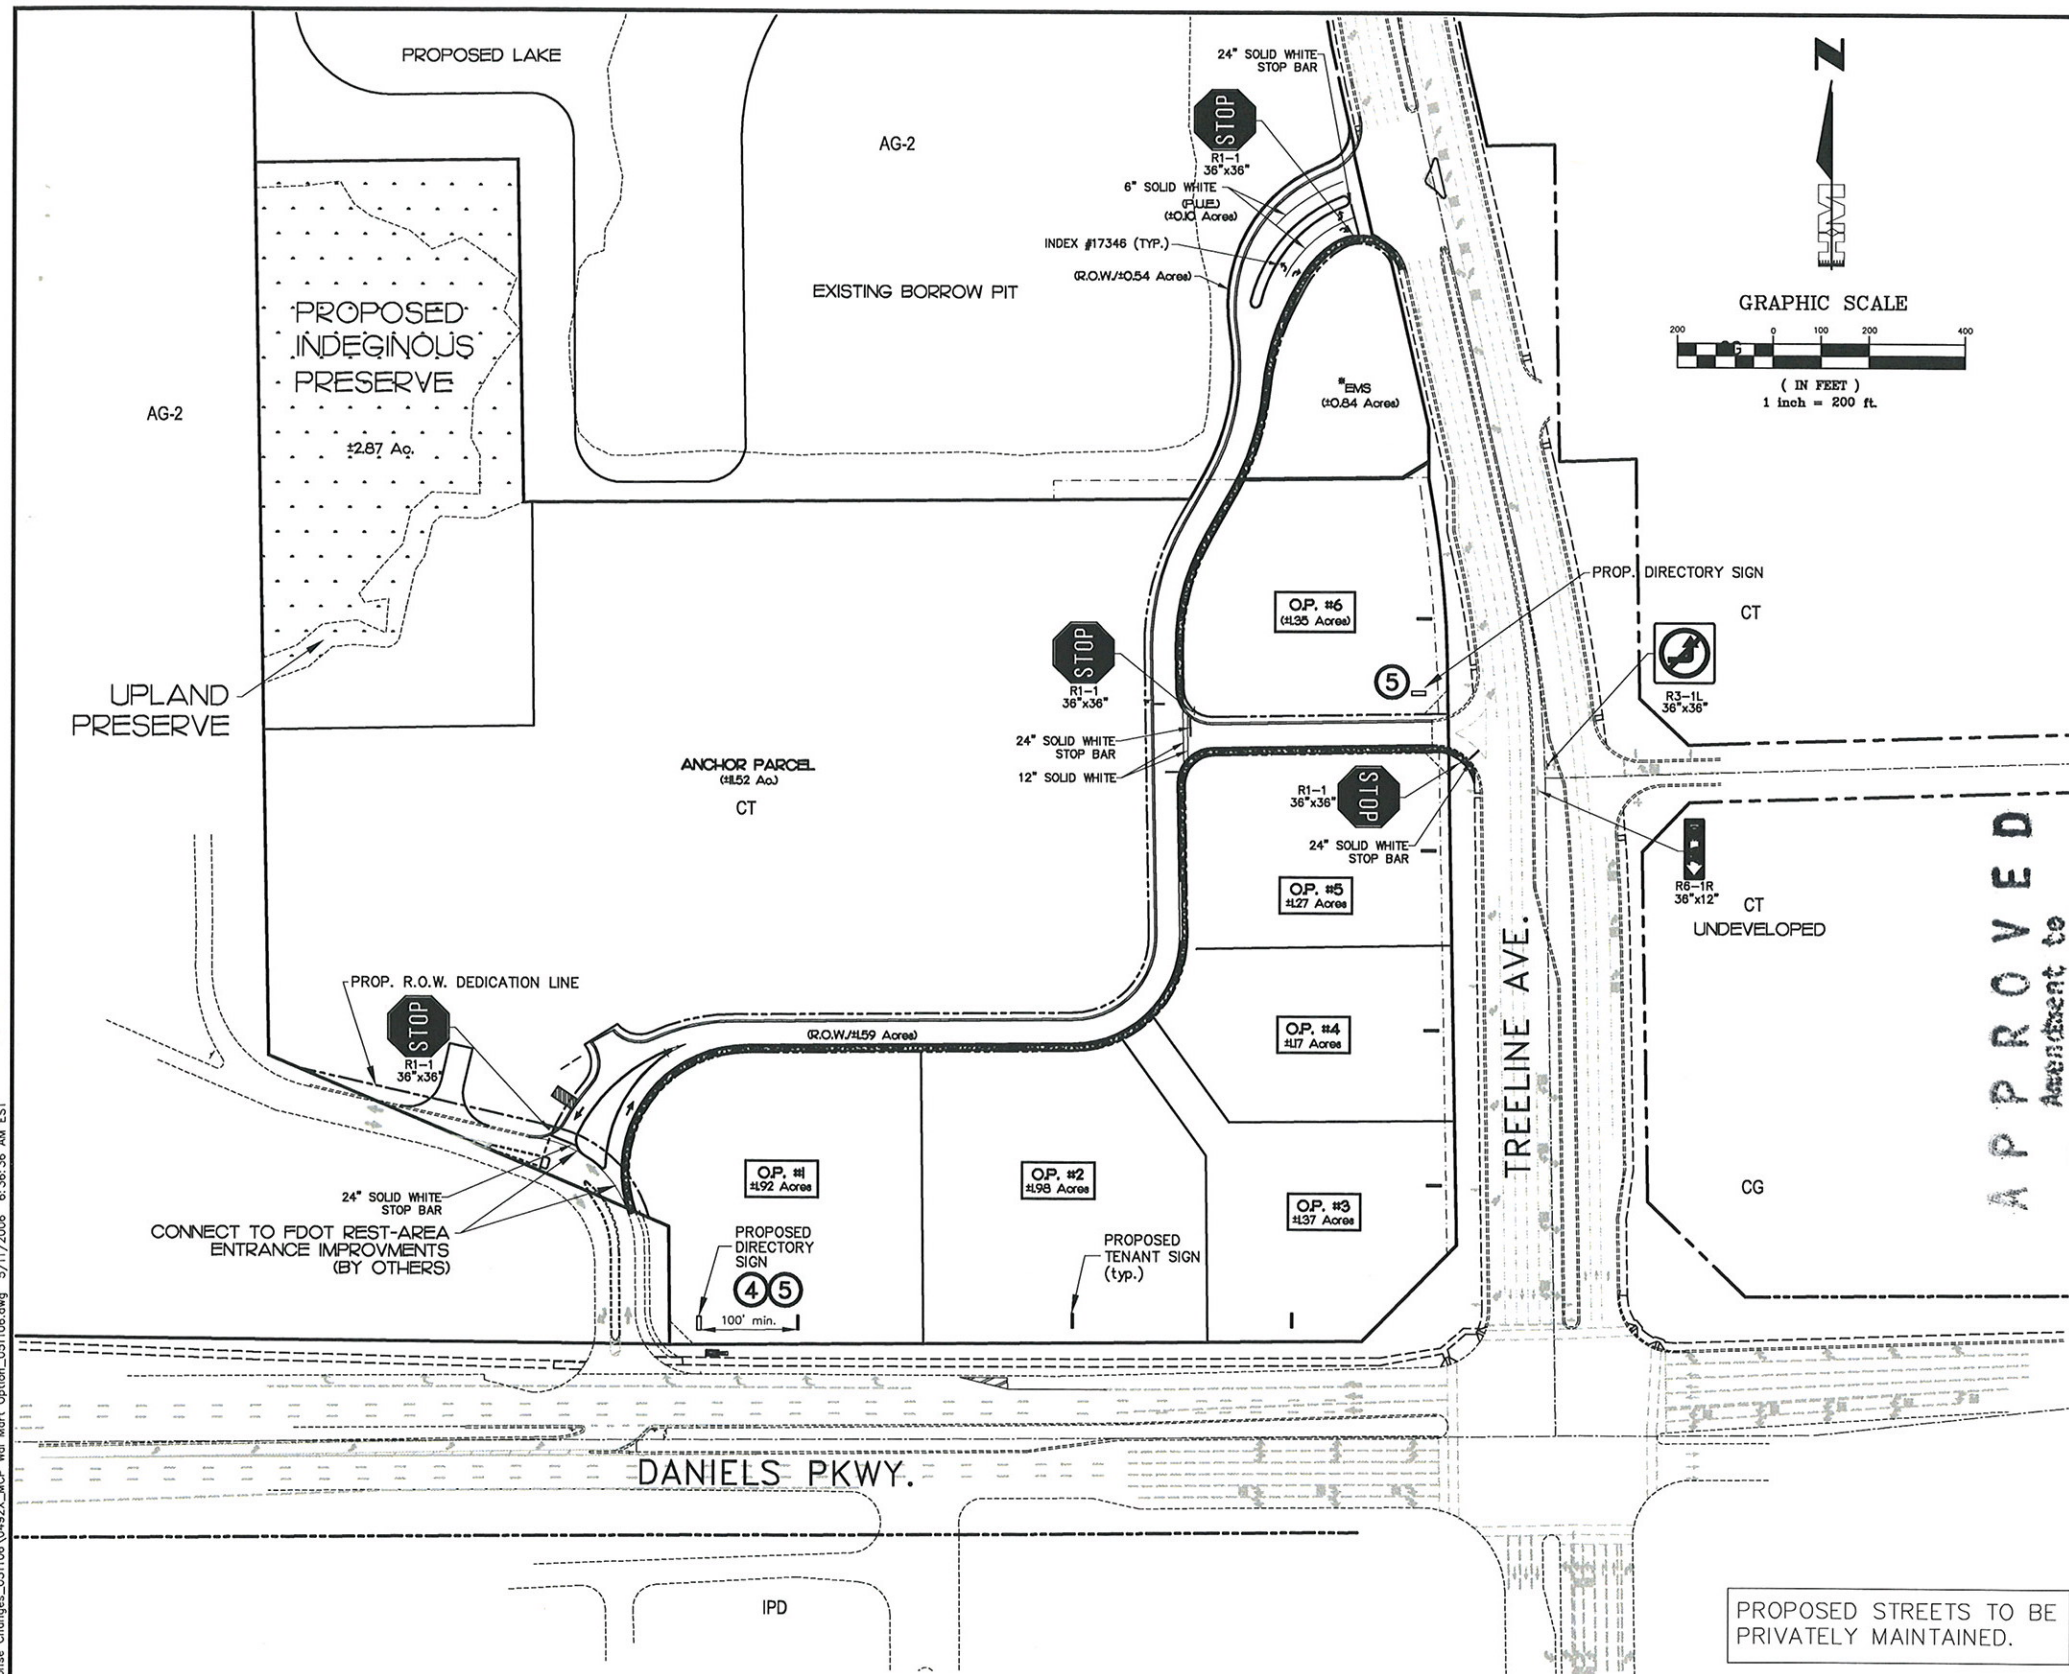 PROPOSED LAKE
AG-2
24" SOLID WHITE
STOP BAR
STOP
R1-1
36"x36"
6" SOLID WHITE
(P.U.E.)
(±0.10 Acres)
INDEX #17346 (TYP.)
(R.O.W./±0.54 Acres)
N
GRAPHIC SCALE
200 0 100 200 400
( IN FEET )
1 inch = 200 ft.
PROPOSED
INDEGINOUS
PRESERVE
±2.87 Ac.
EXISTING BORROW PIT
AG-2
*EMS
(±0.84 Acres)
PROP. DIRECTORY SIGN
CT
O.P. #6
(±1.35 Acres)
STOP
R1-1
36"x36"
5
R3-1L
36"x36"
UPLAND
PRESERVE
24" SOLID WHITE
STOP BAR
12" SOLID WHITE
ANCHOR PARCEL
(±11.52 Ac.)
CT
STOP
R1-1
36"x36"
24" SOLID WHITE
STOP BAR
R6-1R
36"x12"
CT
UNDEVELOPED
O.P. #5
±1.27 Acres
TREELINE AVE.
APPROVED
Amendment to
PROP. R.O.W. DEDICATION LINE
STOP
R1-1
36"x36"
(R.O.W./±1.59 Acres)
O.P. #4
±1.17 Acres
O.P. #1
±1.92 Acres
O.P. #2
±1.98 Acres
O.P. #3
±1.37 Acres
CG
24" SOLID WHITE
STOP BAR
CONNECT TO FDOT REST-AREA
ENTRANCE IMPROVMENTS
(BY OTHERS)
PROPOSED
DIRECTORY
SIGN
4 5
100' min.
PROPOSED
TENANT SIGN
(typ.)
DANIELS PKWY.
IPD
PROPOSED STREETS TO BE
PRIVATELY MAINTAINED.